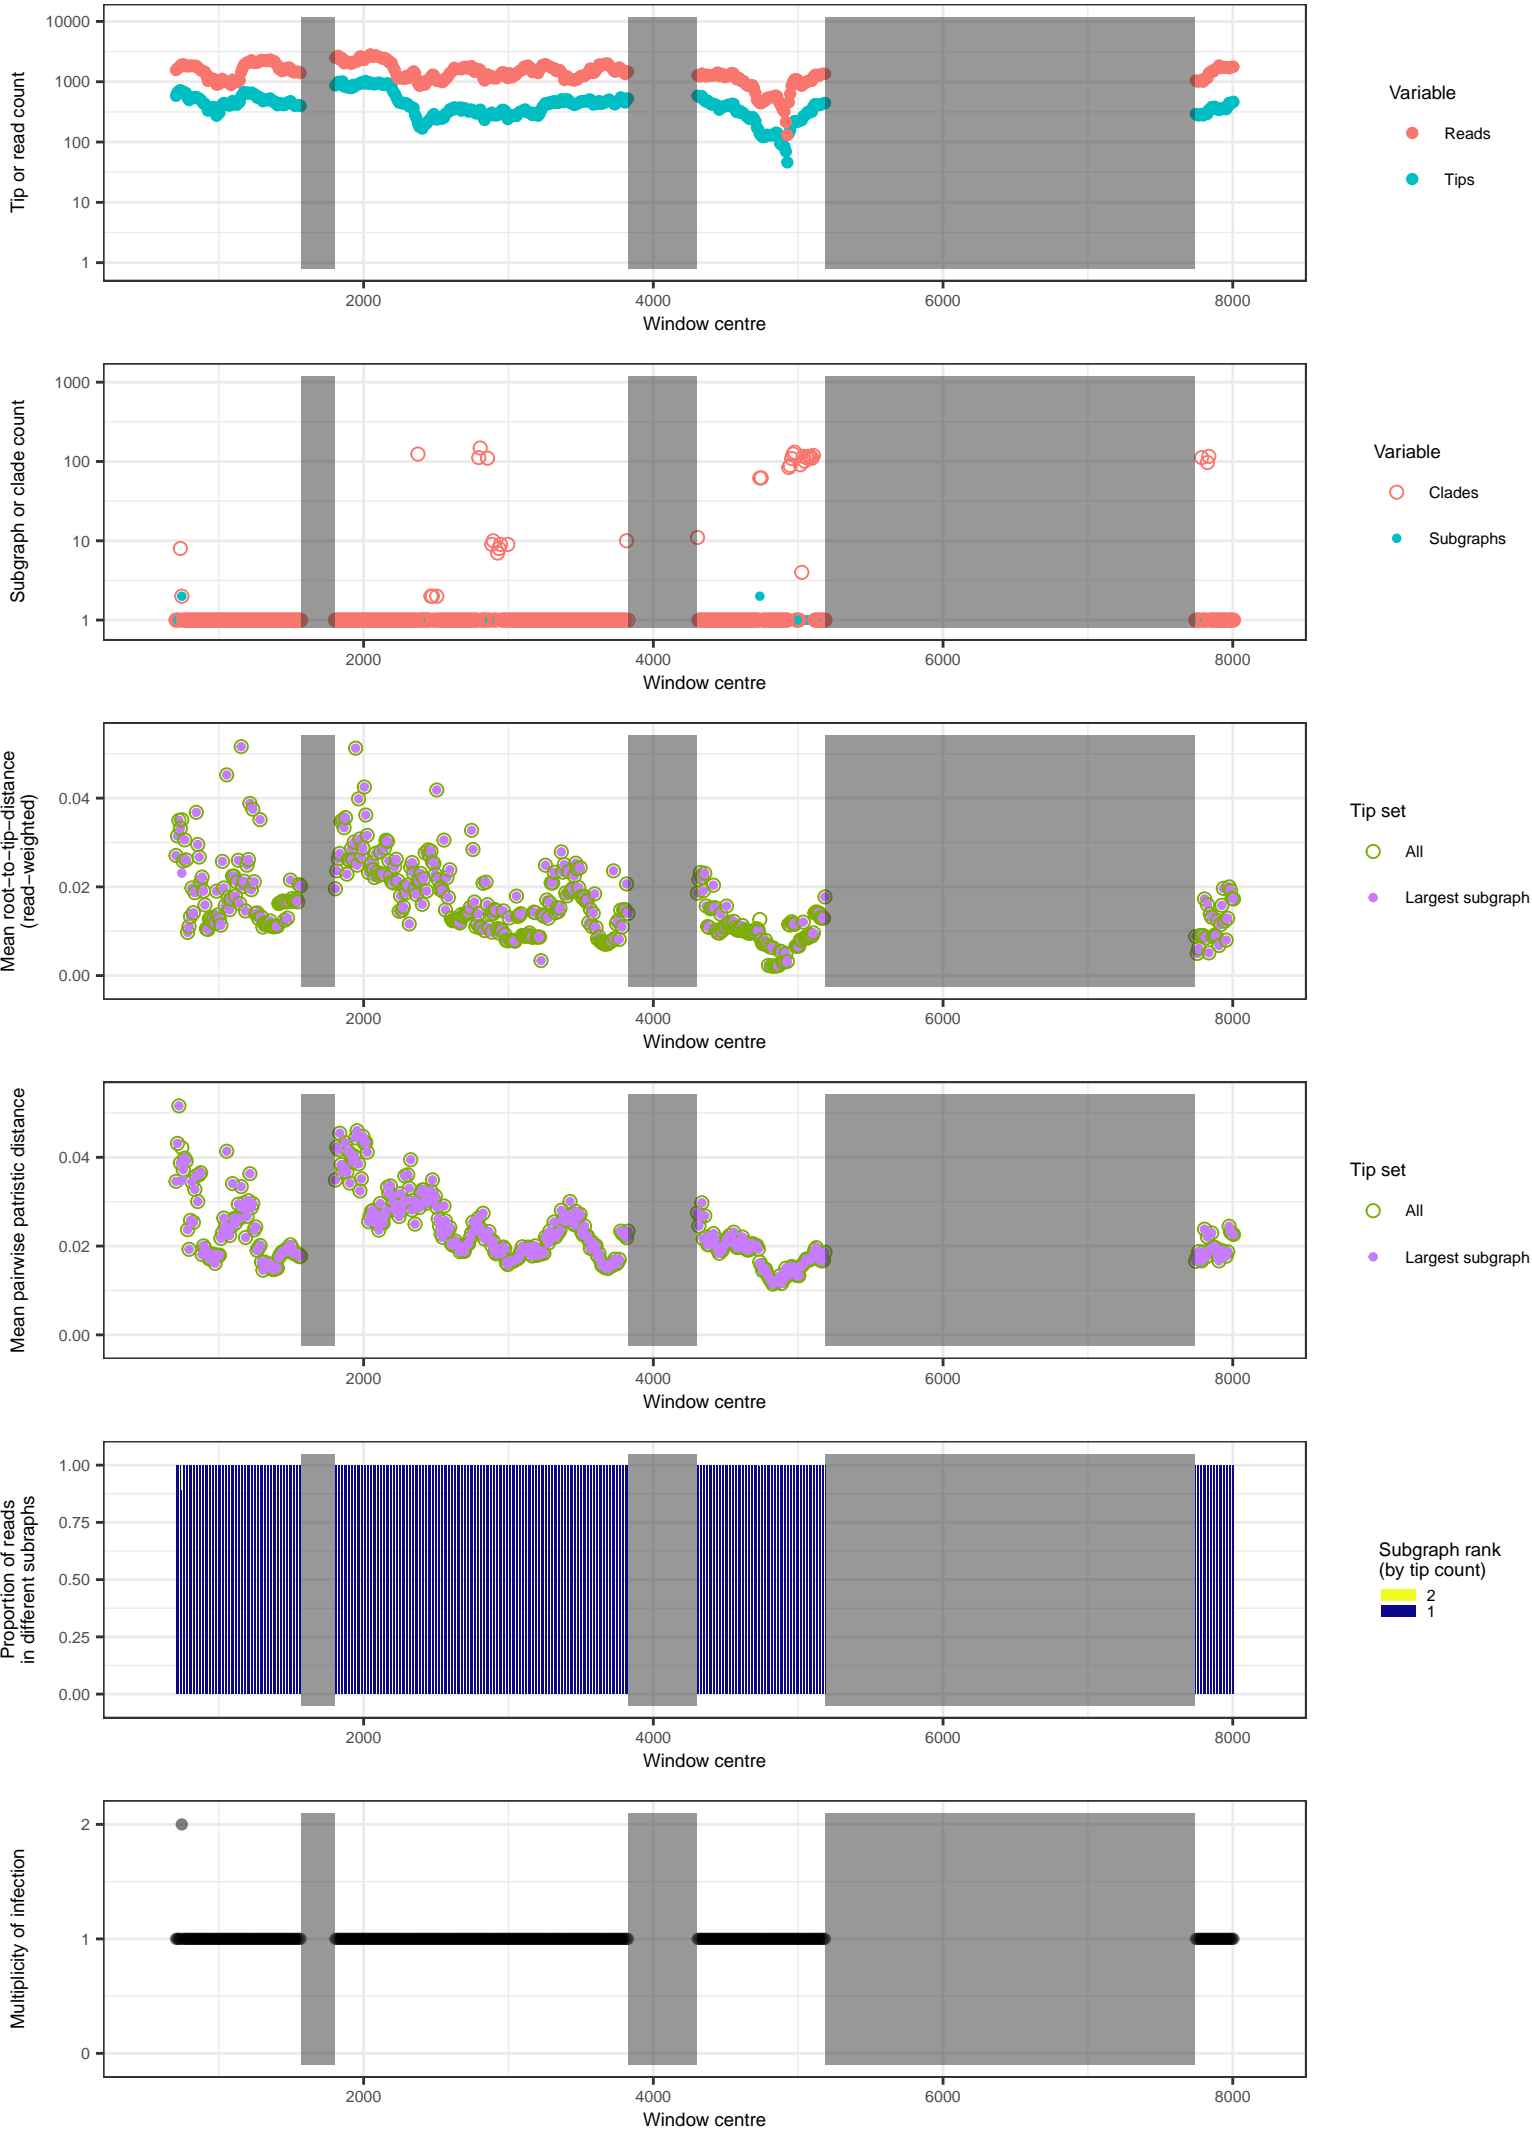 Tip or read count
10000
1000
100
10
1
2000 4000 6000 8000
Window centre
Variable
Reads
Tips
Subgraph or clade count
1000
100
10
1
2000 4000 6000 8000
Window centre
Variable
Clades
Subgraphs
Mean root−to−tip−distance
(read−weighted)
0.04
0.02
0.00
2000 4000 6000 8000
Window centre
Tip set
All
Largest subgraph
Mean pairwise patristic distance
0.04
0.02
0.00
2000 4000 6000 8000
Window centre
Tip set
All
Largest subgraph
Proportion of reads
in different subraphs
1.00
0.75
0.50
0.25
0.00
2000 4000 6000 8000
Window centre
Subgraph rank
(by tip count)
2
1
Multiplicity of infection
2
1
0
2000 4000 6000 8000
Window centre